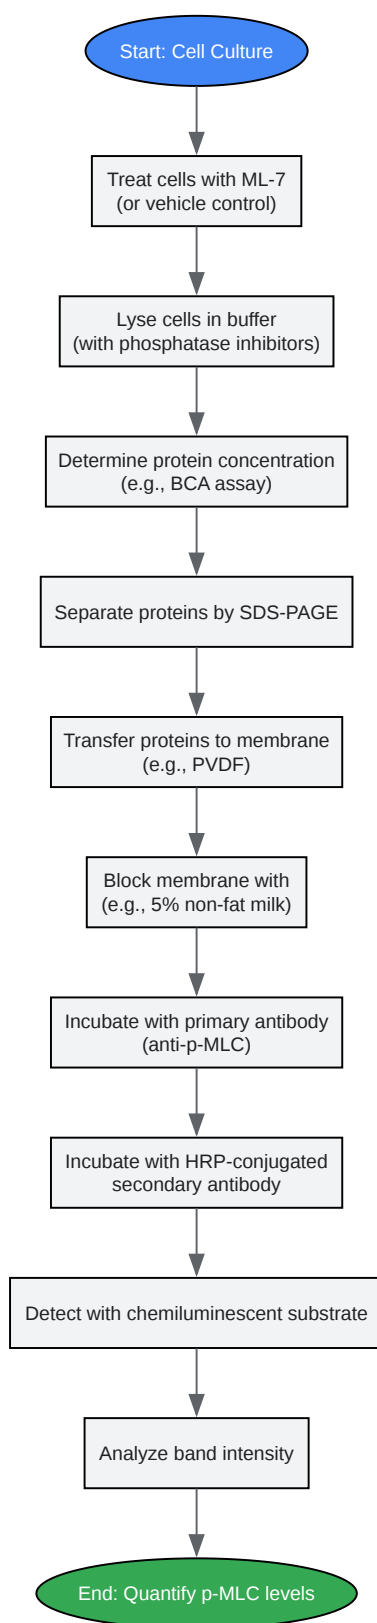 Start: Cell Culture
Treat cells with ML-7
(or vehicle control)
Lyse cells in buffer
(with phosphatase inhibitors)
Determine protein concentration
(e.g., BCA assay)
Separate proteins by SDS-PAGE
Transfer proteins to membrane
(e.g., PVDF)
Block membrane with
(e.g., 5% non-fat milk)
Incubate with primary antibody
(anti-p-MLC)
Incubate with HRP-conjugated
secondary antibody
Detect with chemiluminescent substrate
Analyze band intensity
End: Quantify p-MLC levels